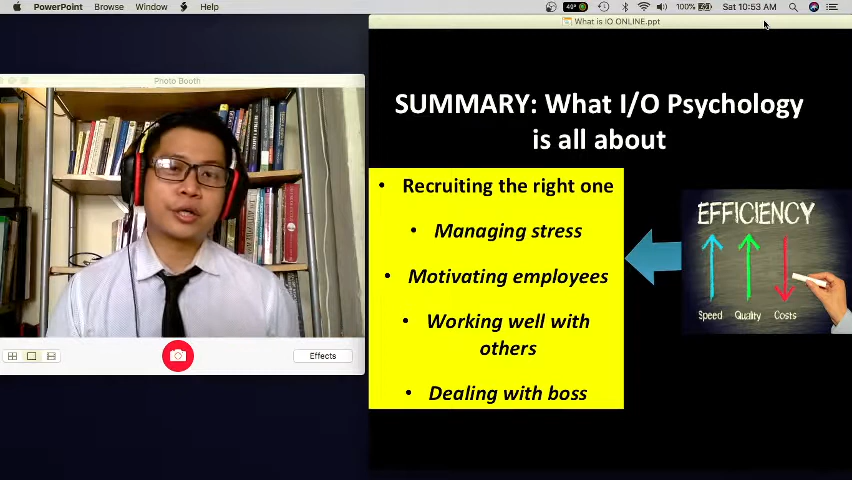 PowerPoint Browse Window Help
49° 100% Sat 10:53 AM
What is IO ONLINE.ppt
Photo Booth
SUMMARY: What I/O Psychology
is all about
• Recruiting the right one
• Managing stress
• Motivating employees
• Working well with
others
• Dealing with boss
EFFICIENCY
Speed Quality Costs
Effects